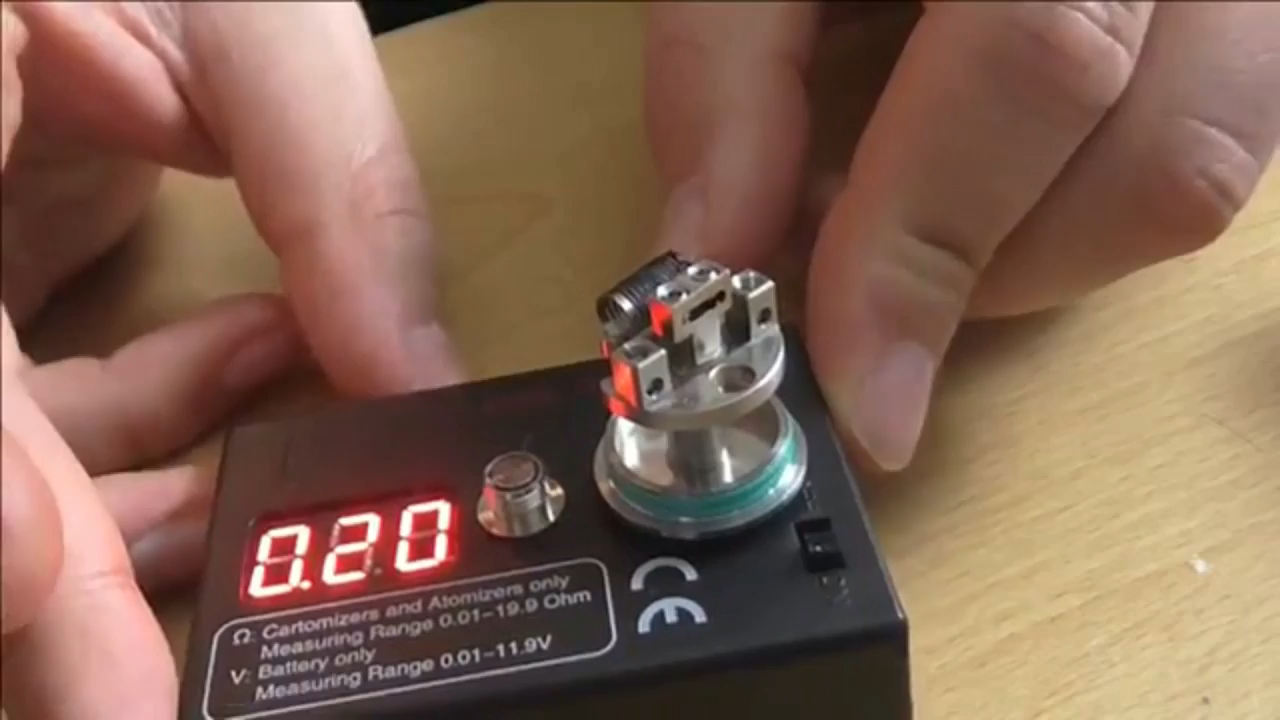 0.20
Ω: Cartomizers and Atomizers only
Measuring Range 0.01-19.9 Ohm
V: Battery only
Measuring Range 0.01-11.9V
CE